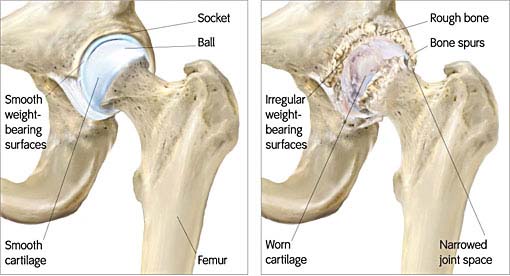 Socket
Ball
Smooth
weight-
bearing
surfaces
Smooth
cartilage
Femur
Rough bone
Bone spurs
Irregular
weight-
bearing
surfaces
Worn
cartilage
Narrowed
joint space